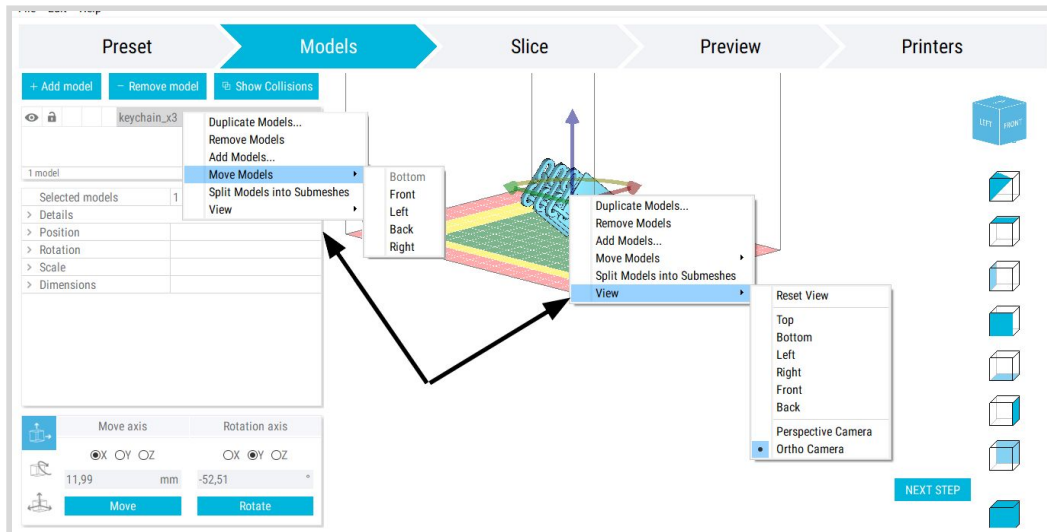 File Edit Help
Preset
Models
Slice
Preview
Printers
+ Add model
− Remove model
Show Collisions
keychain_x3
1 model
Duplicate Models...
Remove Models
Add Models...
Move Models
Split Models into Submeshes
View
Bottom
Front
Left
Back
Right
Selected models 1
> Details
> Position
> Rotation
> Scale
> Dimensions
Duplicate Models...
Remove Models
Add Models...
Move Models
Split Models into Submeshes
View
Reset View
Top
Bottom
Left
Right
Front
Back
Perspective Camera
Ortho Camera
LEFT
FRONT
Move axis
Rotation axis
X Y Z
X Y Z
11,99 mm
-52,51 °
Move
Rotate
NEXT STEP